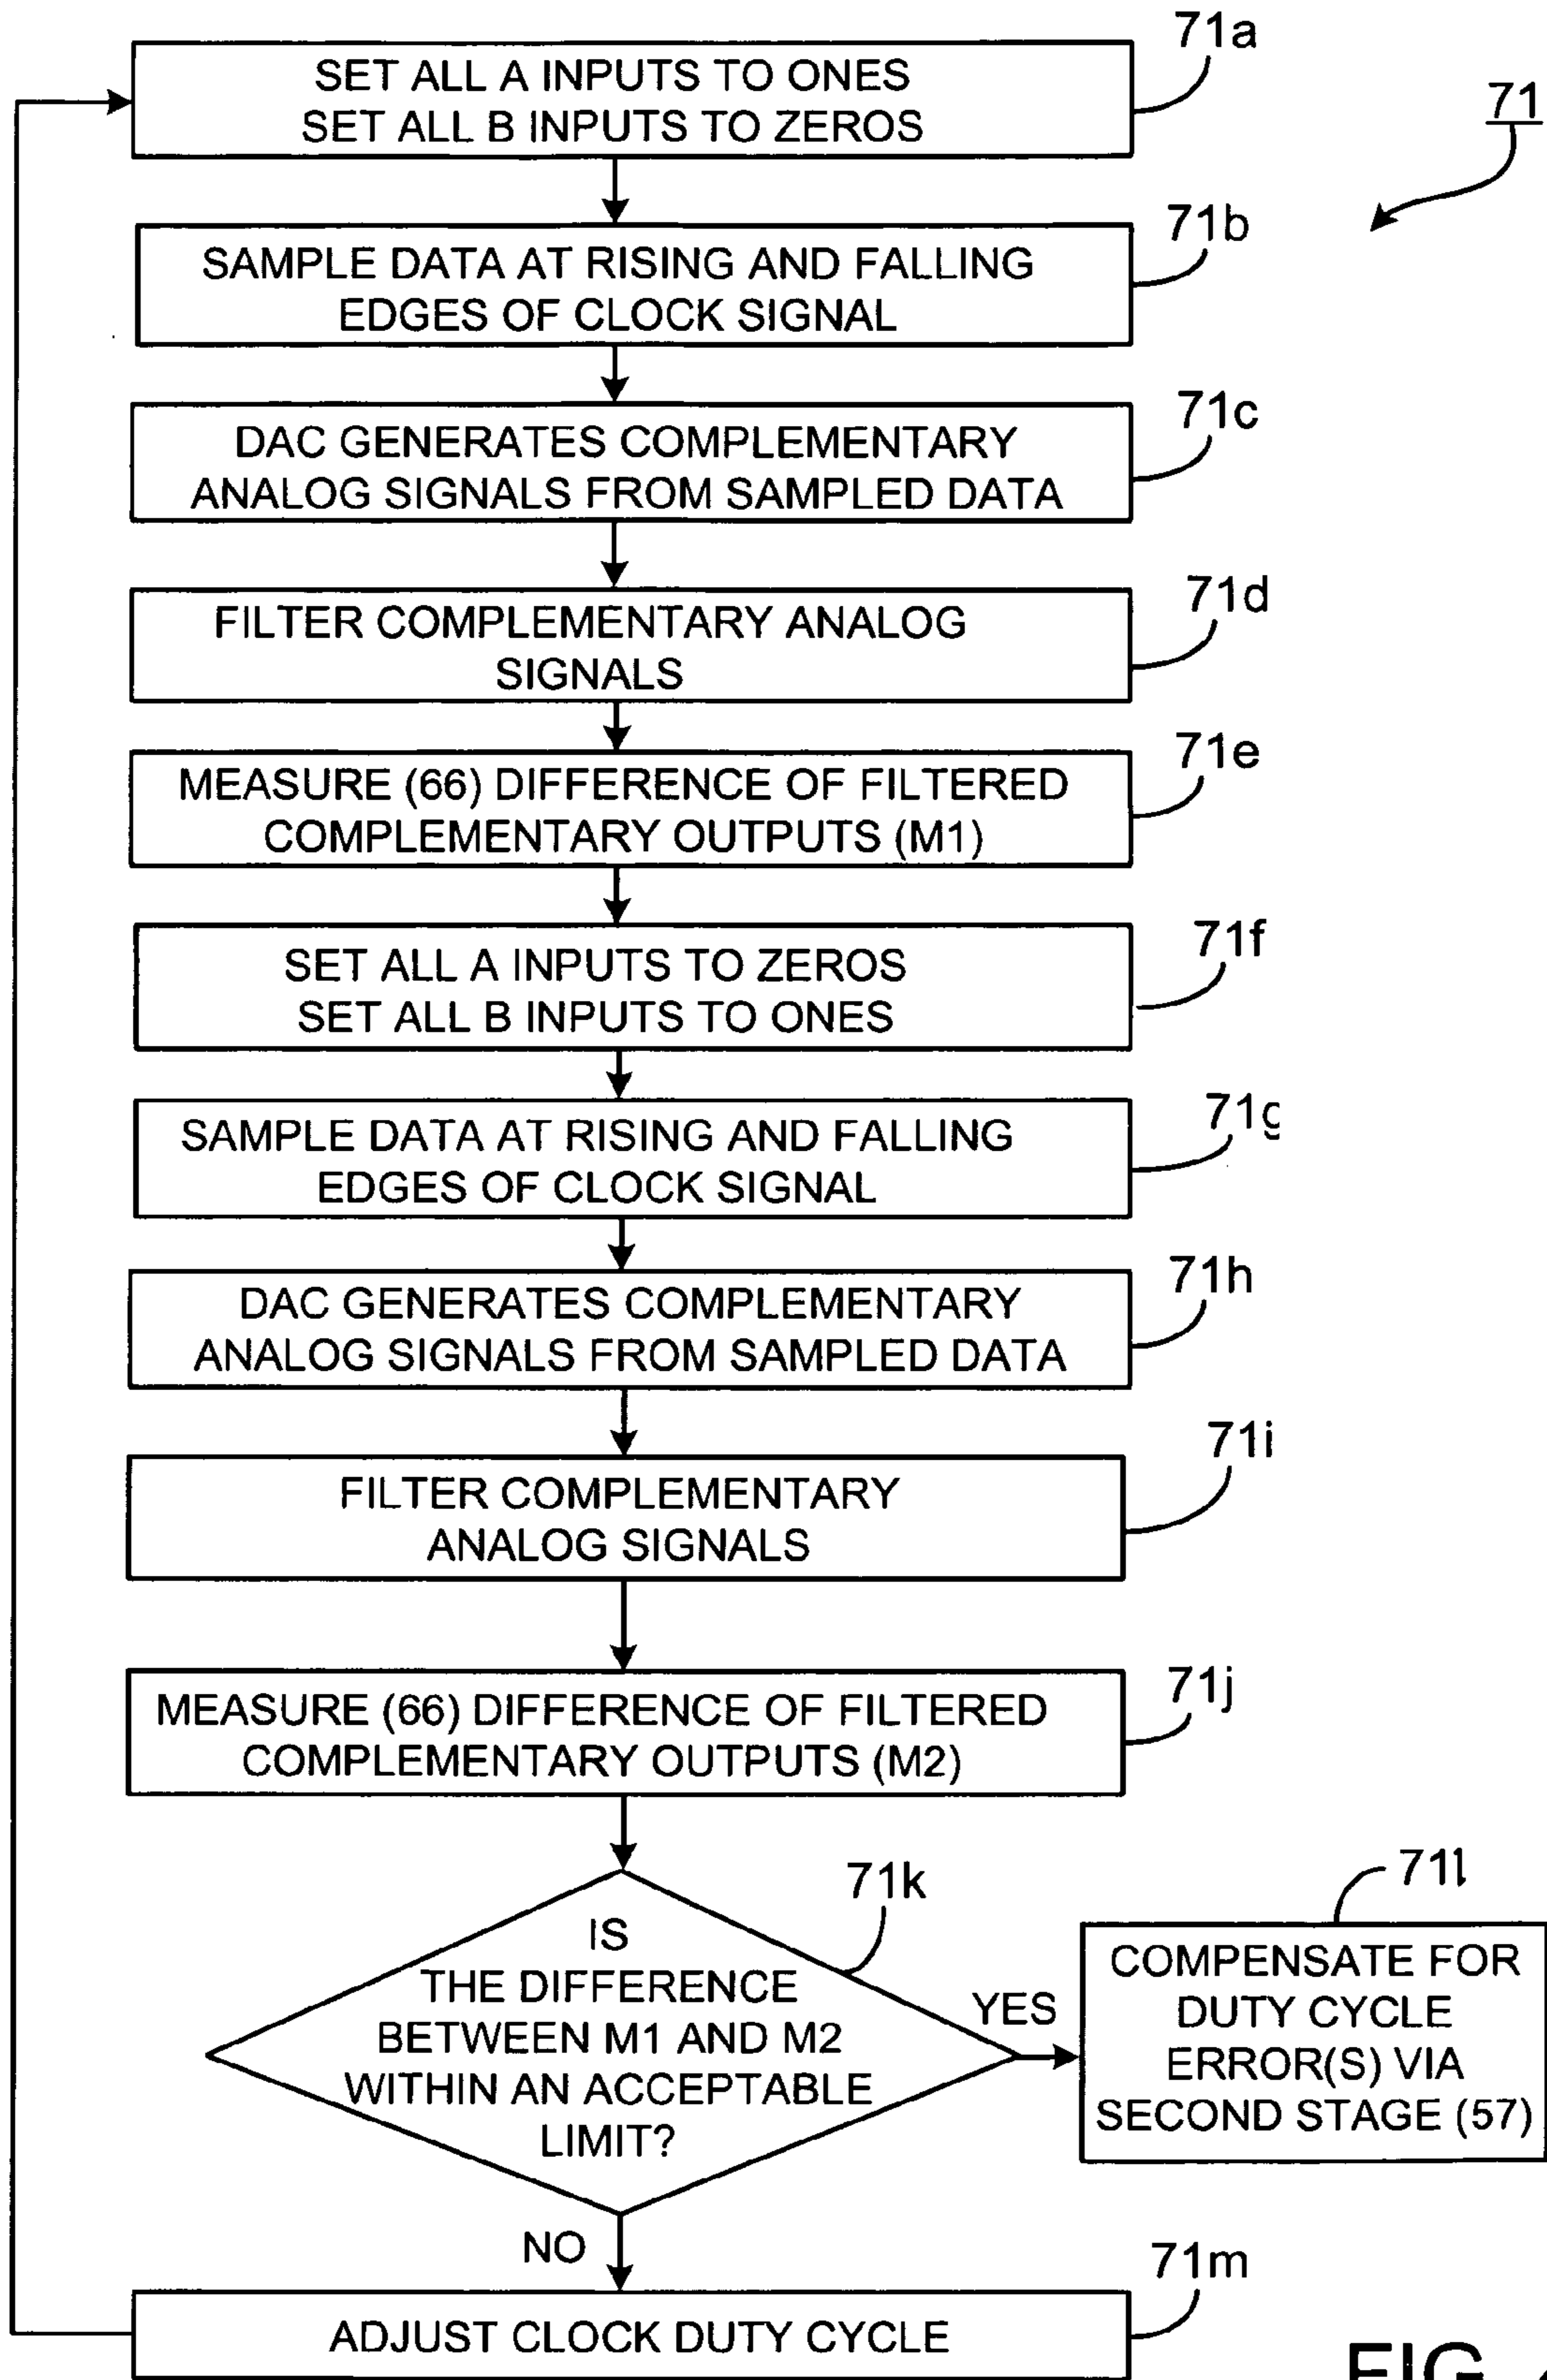 71a
SET ALL A INPUTS TO ONES
SET ALL B INPUTS TO ZEROS
71
71b
SAMPLE DATA AT RISING AND FALLING
EDGES OF CLOCK SIGNAL
71c
DAC GENERATES COMPLEMENTARY
ANALOG SIGNALS FROM SAMPLED DATA
71d
FILTER COMPLEMENTARY ANALOG
SIGNALS
71e
MEASURE (66) DIFFERENCE OF FILTERED
COMPLEMENTARY OUTPUTS (M1)
71f
SET ALL A INPUTS TO ZEROS
SET ALL B INPUTS TO ONES
71g
SAMPLE DATA AT RISING AND FALLING
EDGES OF CLOCK SIGNAL
71h
DAC GENERATES COMPLEMENTARY
ANALOG SIGNALS FROM SAMPLED DATA
71i
FILTER COMPLEMENTARY
ANALOG SIGNALS
71j
MEASURE (66) DIFFERENCE OF FILTERED
COMPLEMENTARY OUTPUTS (M2)
71k
IS
THE DIFFERENCE
BETWEEN M1 AND M2
WITHIN AN ACCEPTABLE
LIMIT?
YES
71l
COMPENSATE FOR
DUTY CYCLE
ERROR(S) VIA
SECOND STAGE (57)
NO
71m
ADJUST CLOCK DUTY CYCLE
FIG